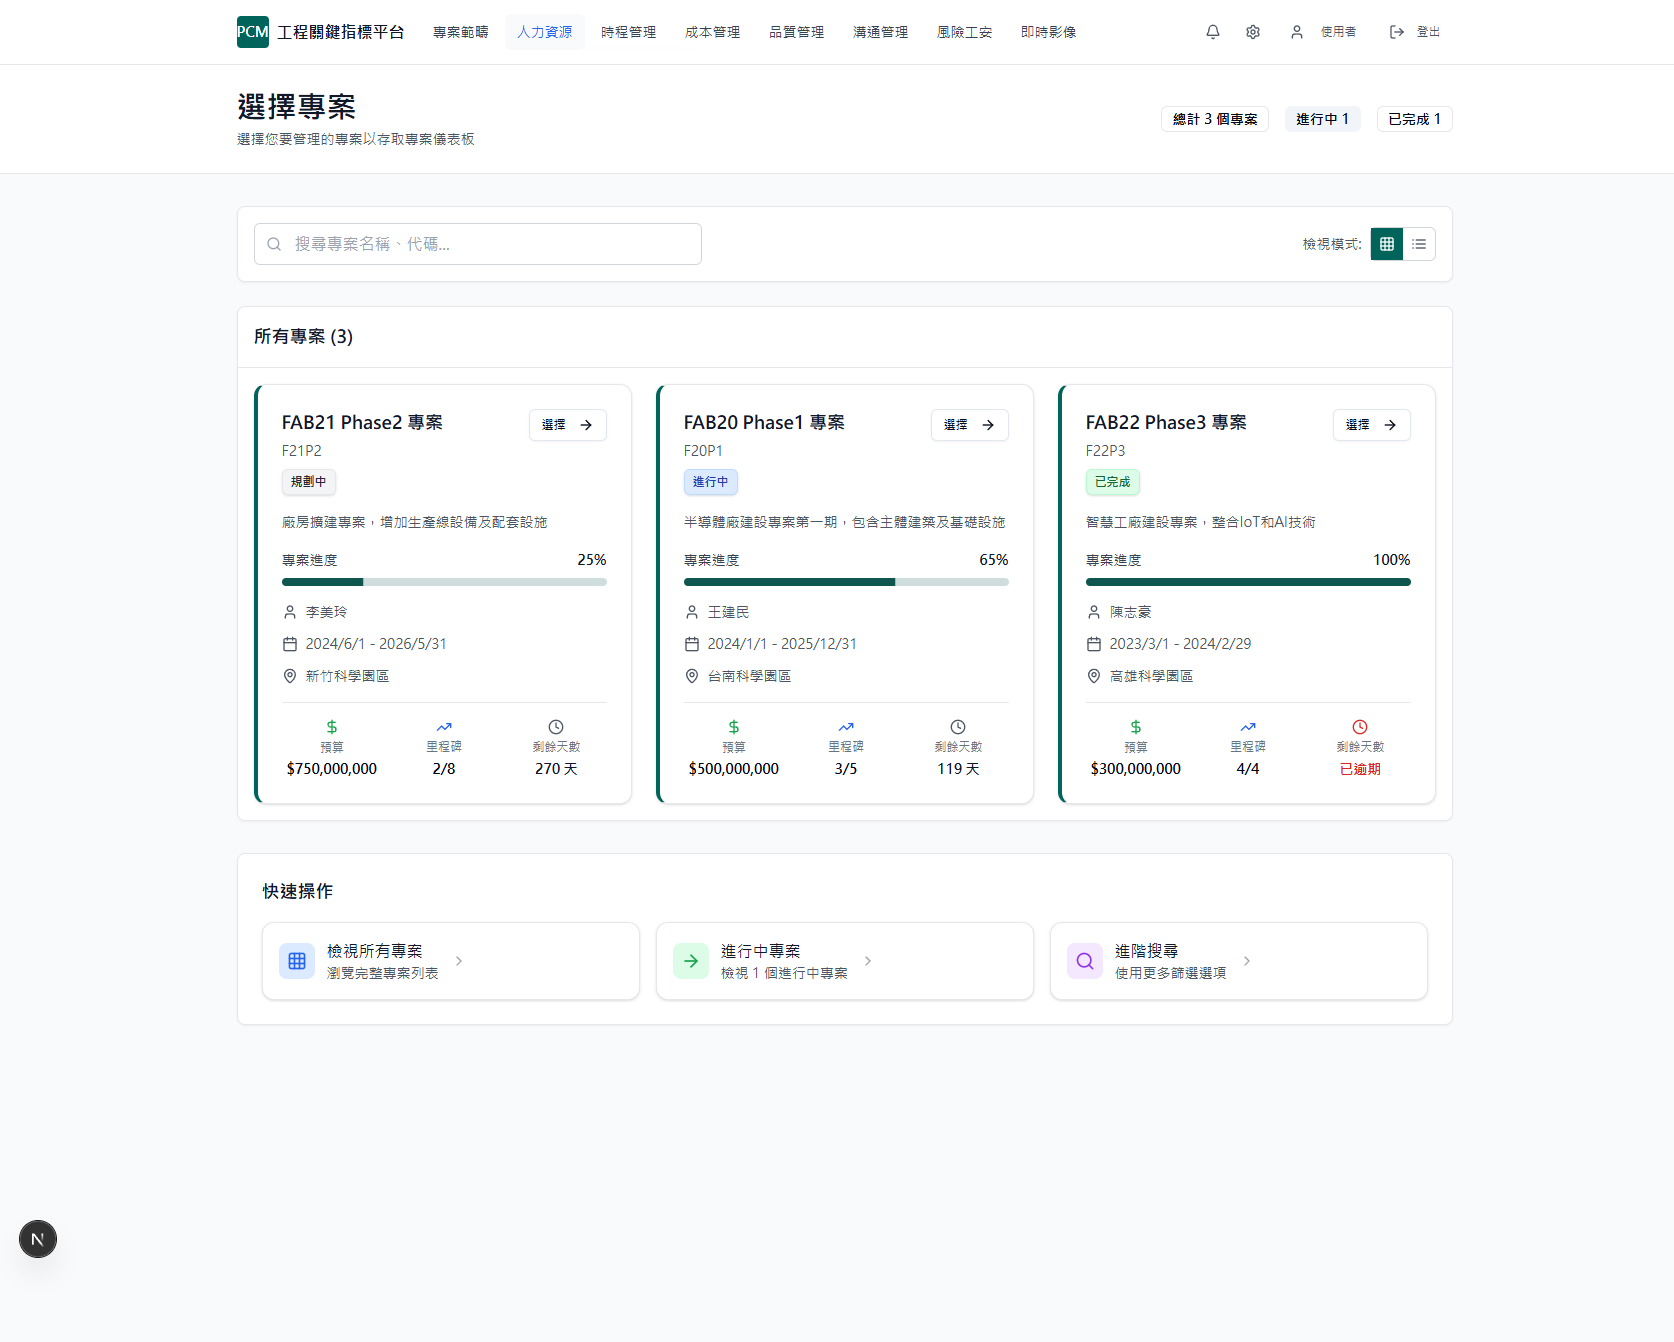 PCM 工程關鍵指標平台 專案範疇 人力資源 時程管理 成本管理 品質管理 溝通管理 風險工安 即時影像 使用者 登出
選擇專案
選擇您要管理的專案以存取專案儀表板
總計 3 個專案 進行中 1 已完成 1
搜尋專案名稱、代碼...
檢視模式:
所有專案 (3)
FAB21 Phase2 專案
選擇
F21P2
規劃中
廠房擴建專案，增加生產線設備及配套設施
專案進度 25%
李美玲
2024/6/1 - 2026/5/31
新竹科學園區
預算 里程碑 剩餘天數
$750,000,000 2/8 270 天
FAB20 Phase1 專案
選擇
F20P1
進行中
半導體廠建設專案第一期，包含主體建築及基礎設施
專案進度 65%
王建民
2024/1/1 - 2025/12/31
台南科學園區
預算 里程碑 剩餘天數
$500,000,000 3/5 119 天
FAB22 Phase3 專案
選擇
F22P3
已完成
智慧工廠建設專案，整合IoT和AI技術
專案進度 100%
陳志豪
2023/3/1 - 2024/2/29
高雄科學園區
預算 里程碑 剩餘天數
$300,000,000 4/4 已逾期
快速操作
檢視所有專案
瀏覽完整專案列表
進行中專案
檢視 1 個進行中專案
進階搜尋
使用更多篩選選項
N